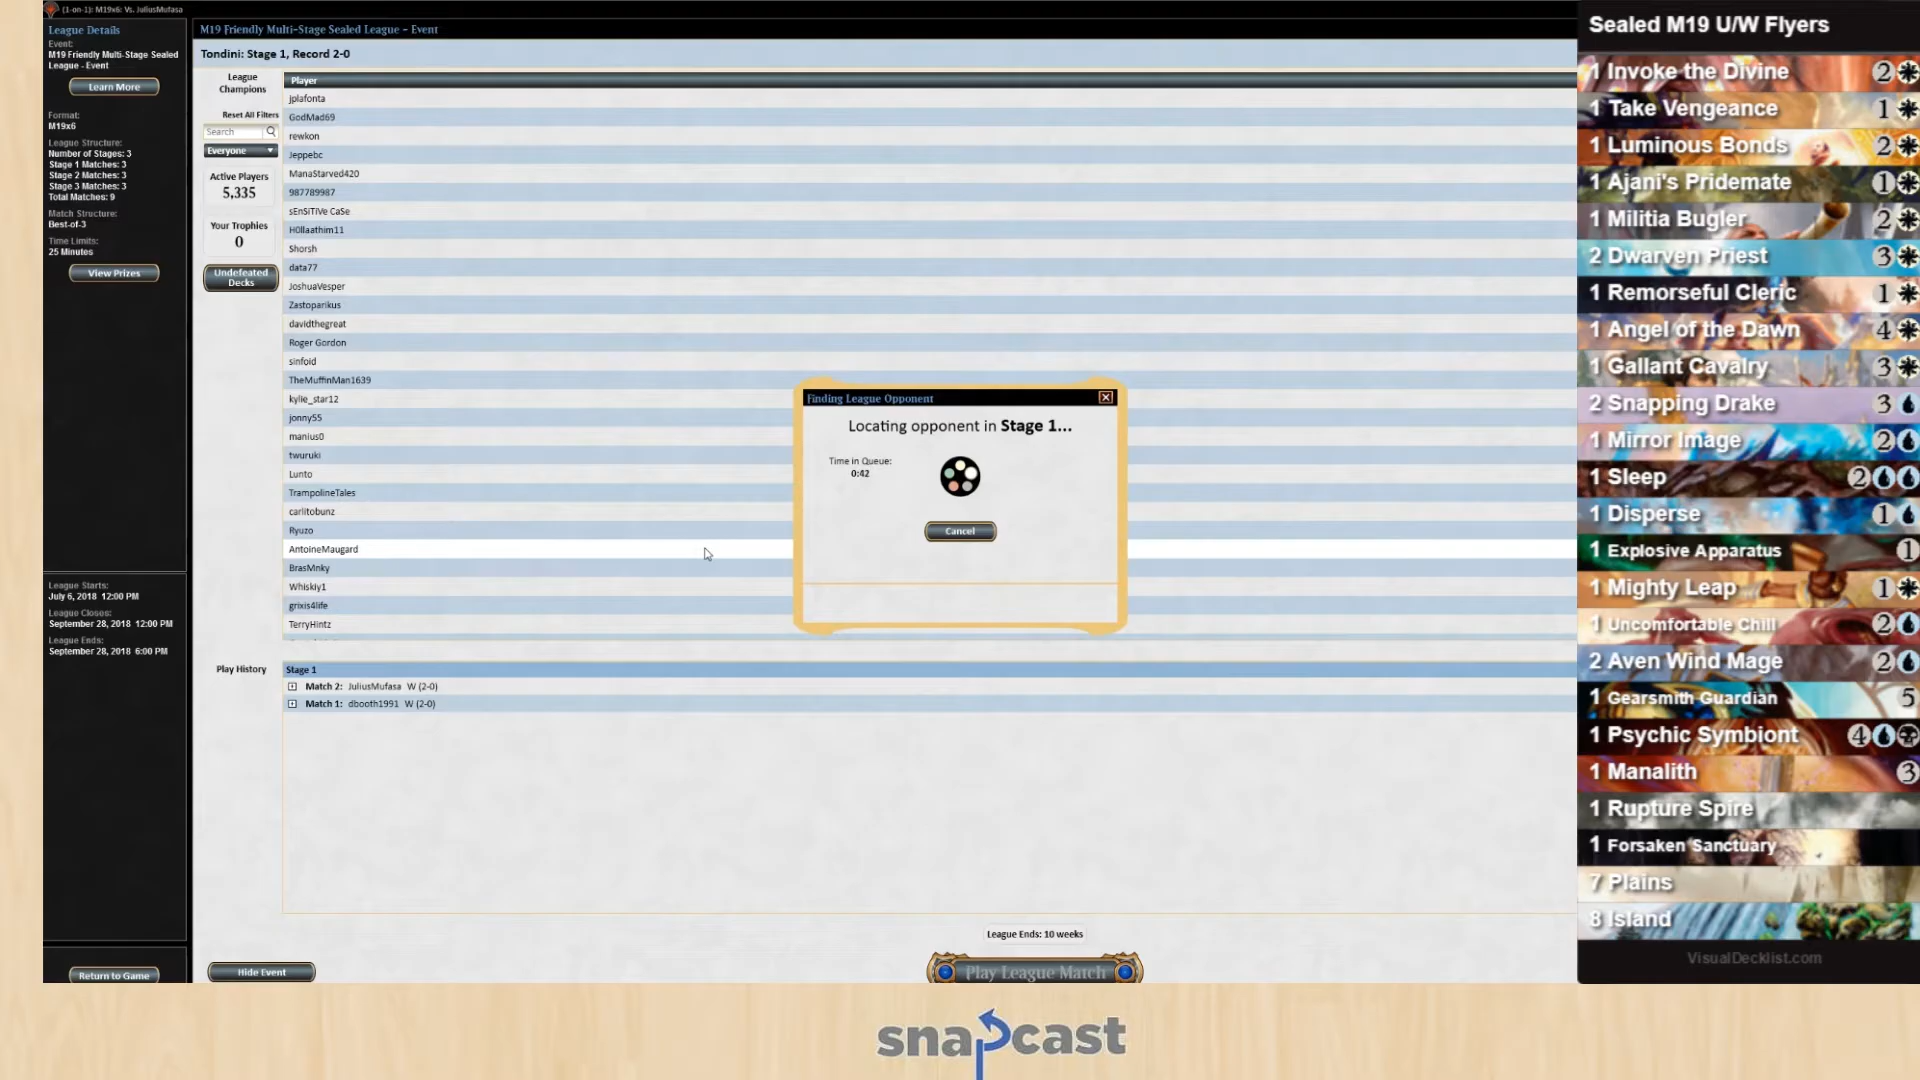 (1-on-1): M19x6: Vs. JuliusMufasa
League Details
Event:
M19 Friendly Multi-Stage Sealed
League - Event
Learn More
Format:
M19x6
League Structure:
Number of Stages: 3
Stage 1 Matches: 3
Stage 2 Matches: 3
Stage 3 Matches: 3
Total Matches: 9
Match Structure:
Best-of-3
Time Limits:
25 Minutes
View Prizes
League Starts:
July 6, 2018 12:00 PM
League Closes:
September 28, 2018 12:00 PM
League Ends:
September 28, 2018 6:00 PM
Return to Game
M19 Friendly Multi-Stage Sealed League - Event
Tondini: Stage 1, Record 2-0
League
Champions
Reset All Filters
Search
Everyone
Active Players
5,335
Your Trophies
0
Undefeated
Decks
Player
jplafonta
GodMad69
rewkon
Jeppebc
ManaStarved420
987789987
sEnSITiVe CaSe
H0llaathim11
Shorsh
data77
JoshuaVesper
Zastoparikus
davidthegreat
Roger Gordon
sinfoid
TheMuffinMan1639
kylie_star12
jonny55
manius0
twuruki
Lunto
TrampolineTales
carlitobunz
Ryuzo
AntoineMaugard
BrasMnky
Whiskiy1
grixis4life
TerryHintz
Finding League Opponent
Locating opponent in Stage 1...
Time in Queue:
0:42
Cancel
Play History
Stage 1
Match 2: JuliusMufasa W (2-0)
Match 1: dbooth1991 W (2-0)
League Ends: 10 weeks
Hide Event
Play League Match
Sealed M19 U/W Flyers
1 Invoke the Divine 2
1 Take Vengeance 1
1 Luminous Bonds 2
1 Ajani's Pridemate 1
1 Militia Bugler 2
2 Dwarven Priest 3
1 Remorseful Cleric 1
1 Angel of the Dawn 4
1 Gallant Cavalry 3
2 Snapping Drake 3
1 Mirror Image 2
1 Sleep 2
1 Disperse 1
1 Explosive Apparatus 1
1 Mighty Leap 1
1 Uncomfortable Chill 2
2 Aven Wind Mage 2
1 Gearsmith Guardian 5
1 Psychic Symbiont 4
1 Manalith 3
1 Rupture Spire
1 Forsaken Sanctuary
7 Plains
8 Island
VisualDecklist.com
snapcast